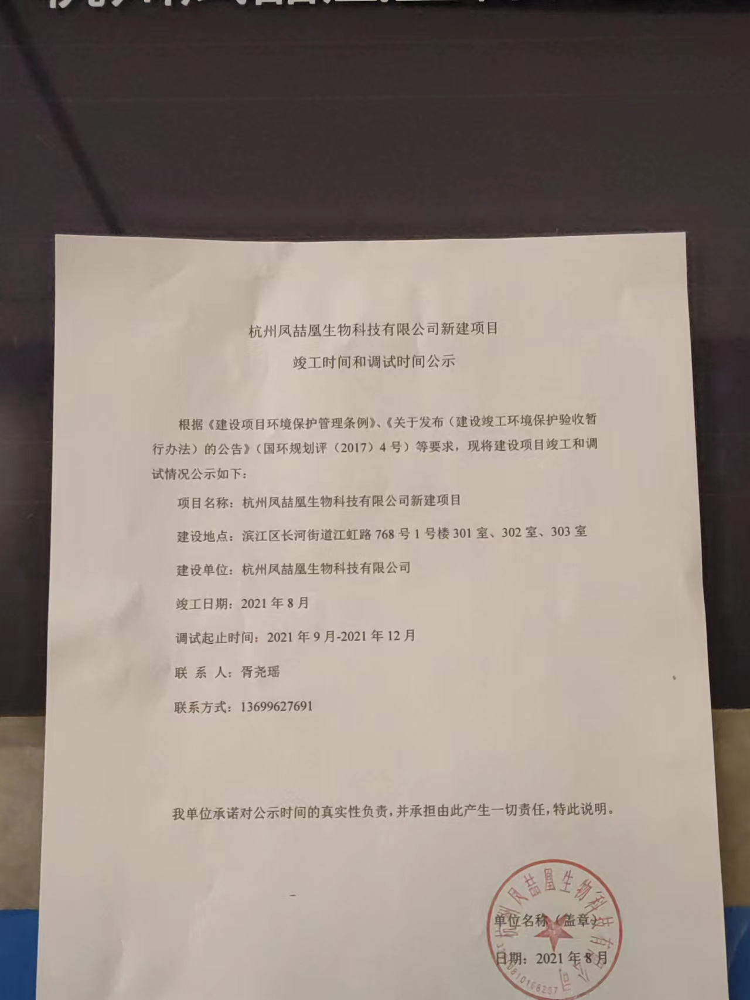 杭州凤喆凰生物科技有限公司新建项目
竣工时间和调试时间公示
根据《建设项目环境保护管理条例》、《关于发布（建设竣工环境保护验收暂
行办法）的公告》（国环规划评（2017）4 号）等要求，现将建设项目竣工和调
试情况公示如下：
项目名称：杭州凤喆凰生物科技有限公司新建项目
建设地点：滨江区长河街道江虹路 768 号 1 号楼 301 室、302 室、303 室
建设单位：杭州凤喆凰生物科技有限公司
竣工日期：2021 年 8 月
调试起止时间：2021 年 9 月-2021 年 12 月
联 系 人：胥尧瑶
联系方式：13699627691
我单位承诺对公示时间的真实性负责，并承担由此产生一切责任，特此说明。
杭州凤喆凰生物科技有限公司
单位名称（盖章）
日期：2021 年 8 月